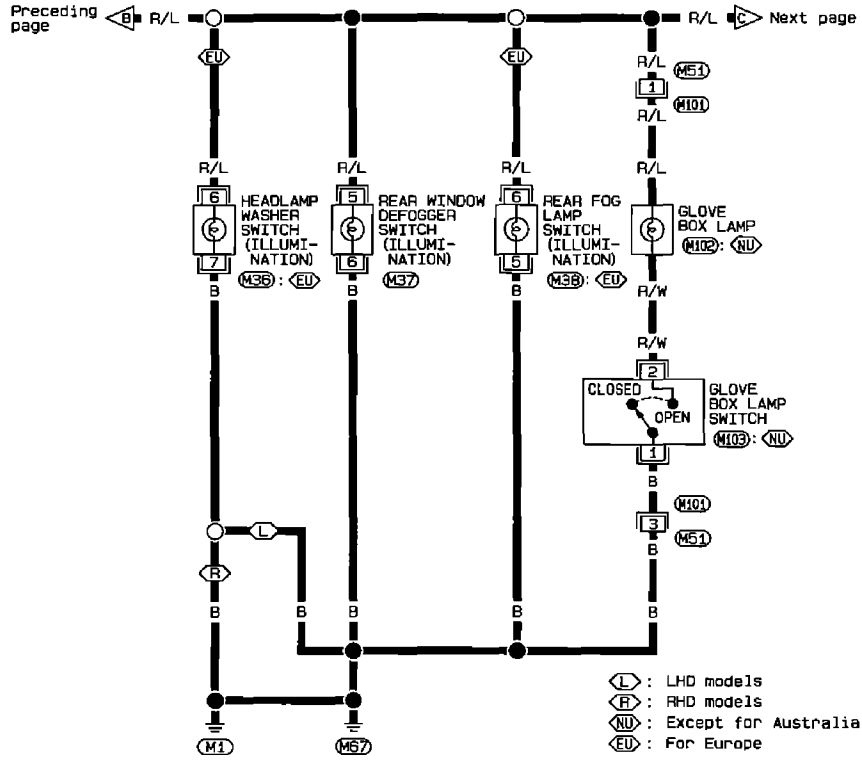 Preceding page
B R/L R/L C Next page
EU EU
R/L M51
1
M101
R/L
R/L R/L R/L R/L
6 HEADLAMP WASHER SWITCH (ILLUMI-NATION)
7
M36 : EU
5 REAR WINDOW DEFOGGER SWITCH (ILLUMI-NATION)
6
M37
6 REAR FOG LAMP SWITCH (ILLUMI-NATION)
5
M38 : EU
GLOVE BOX LAMP
M102 : NU
B B B R/W
R/W
2
CLOSED
OPEN
GLOVE BOX LAMP SWITCH
M103 : NU
1
B
M101
3
M51
B
L
R
B B B B B
M1 M67
L : LHD models
R : RHD models
NU : Except for Australia
EU : For Europe